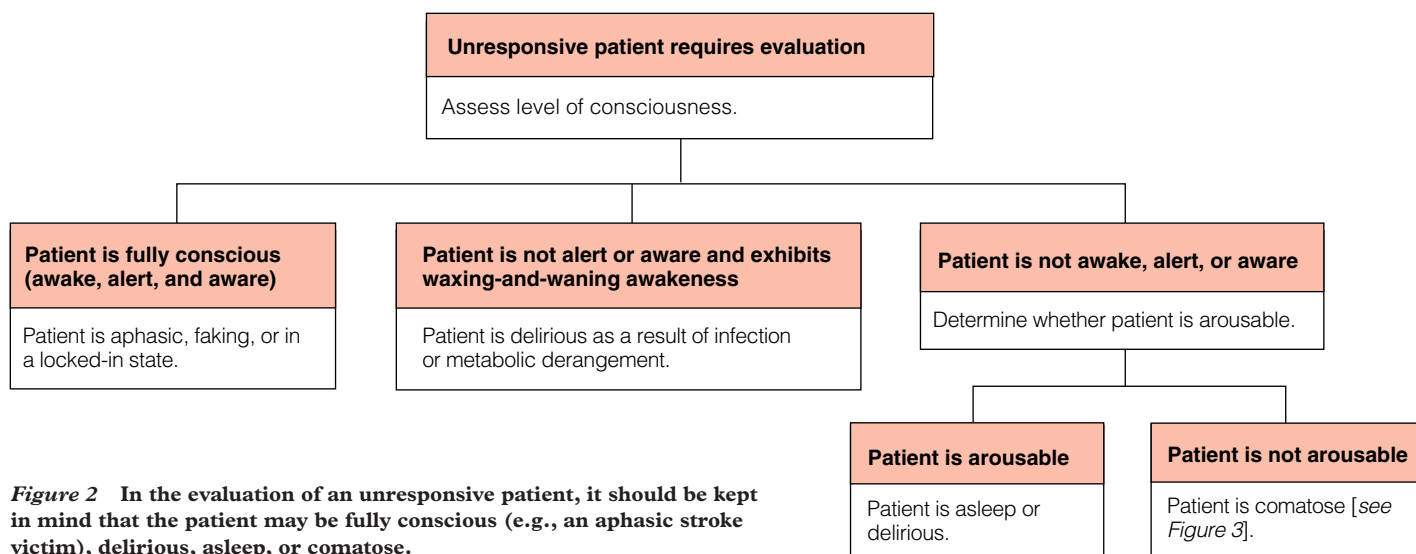 Unresponsive patient requires evaluation
Assess level of consciousness.
Patient is fully conscious
(awake, alert, and aware)
Patient is aphasic, faking, or in
a locked-in state.
Patient is not alert or aware and exhibits
waxing-and-waning awakeness
Patient is delirious as a result of infection
or metabolic derangement.
Patient is not awake, alert, or aware
Determine whether patient is arousable.
Patient is arousable
Patient is asleep or
delirious.
Patient is not arousable
Patient is comatose [see
Figure 3].
Figure 2 In the evaluation of an unresponsive patient, it should be kept
in mind that the patient may be fully conscious (e.g., an aphasic stroke
victim), delirious, asleep, or comatose.